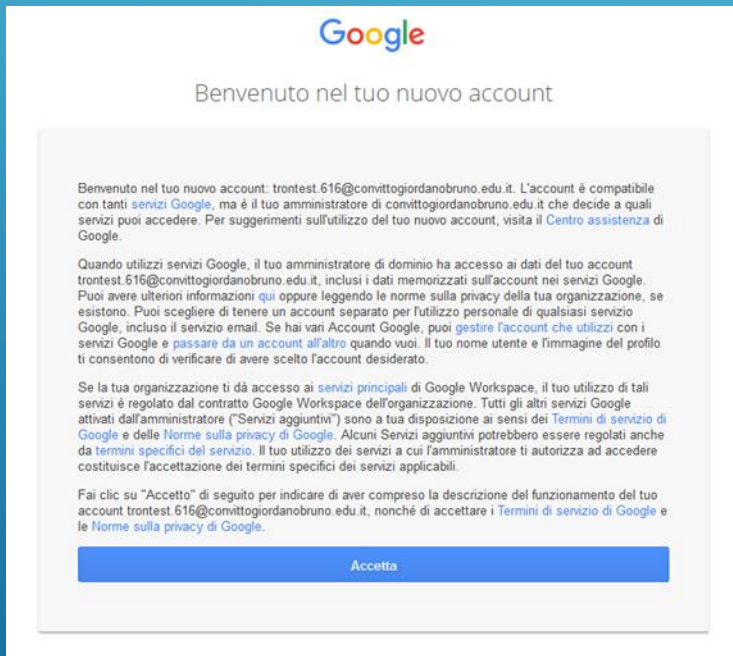 Google
Benvenuto nel tuo nuovo account
Benvenuto nel tuo nuovo account: trontest.616@convittogiordanobruno.edu.it. L'account è compatibile
con tanti servizi Google, ma è il tuo amministratore di convittogiordanobruno.edu.it che decide a quali
servizi puoi accedere. Per suggerimenti sull'utilizzo del tuo nuovo account, visita il Centro assistenza di
Google.
Quando utilizzi servizi Google, il tuo amministratore di dominio ha accesso ai dati del tuo account
trontest.616@convittogiordanobruno.edu.it, inclusi i dati memorizzati sull'account nei servizi Google.
Puoi avere ulteriori informazioni qui oppure leggendo le norme sulla privacy della tua organizzazione, se
esistono. Puoi scegliere di tenere un account separato per l'utilizzo personale di qualsiasi servizio
Google, incluso il servizio email. Se hai vari Account Google, puoi gestire l'account che utilizzi con i
servizi Google e passare da un account all'altro quando vuoi. Il tuo nome utente e l'immagine del profilo
ti consentono di verificare di avere scelto l'account desiderato.
Se la tua organizzazione ti dà accesso ai servizi principali di Google Workspace, il tuo utilizzo di tali
servizi è regolato dal contratto Google Workspace dell'organizzazione. Tutti gli altri servizi Google
attivati dall'amministratore ("Servizi aggiuntivi") sono a tua disposizione ai sensi dei Termini di servizio di
Google e delle Norme sulla privacy di Google. Alcuni Servizi aggiuntivi potrebbero essere regolati anche
da termini specifici del servizio. Il tuo utilizzo dei servizi a cui l'amministratore ti autorizza ad accedere
costituisce l'accettazione dei termini specifici dei servizi applicabili.
Fai clic su "Accetto" di seguito per indicare di aver compreso la descrizione del funzionamento del tuo
account trontest.616@convittogiordanobruno.edu.it, nonché di accettare i Termini di servizio di Google e
le Norme sulla privacy di Google.
Accetta